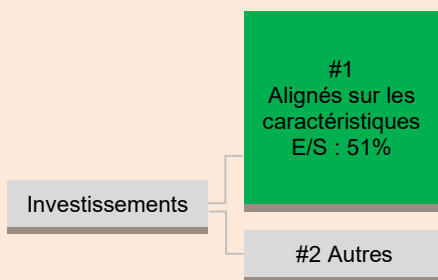 #1
Alignés sur les
caractéristiques
E/S : 51%
Investissements
#2 Autres